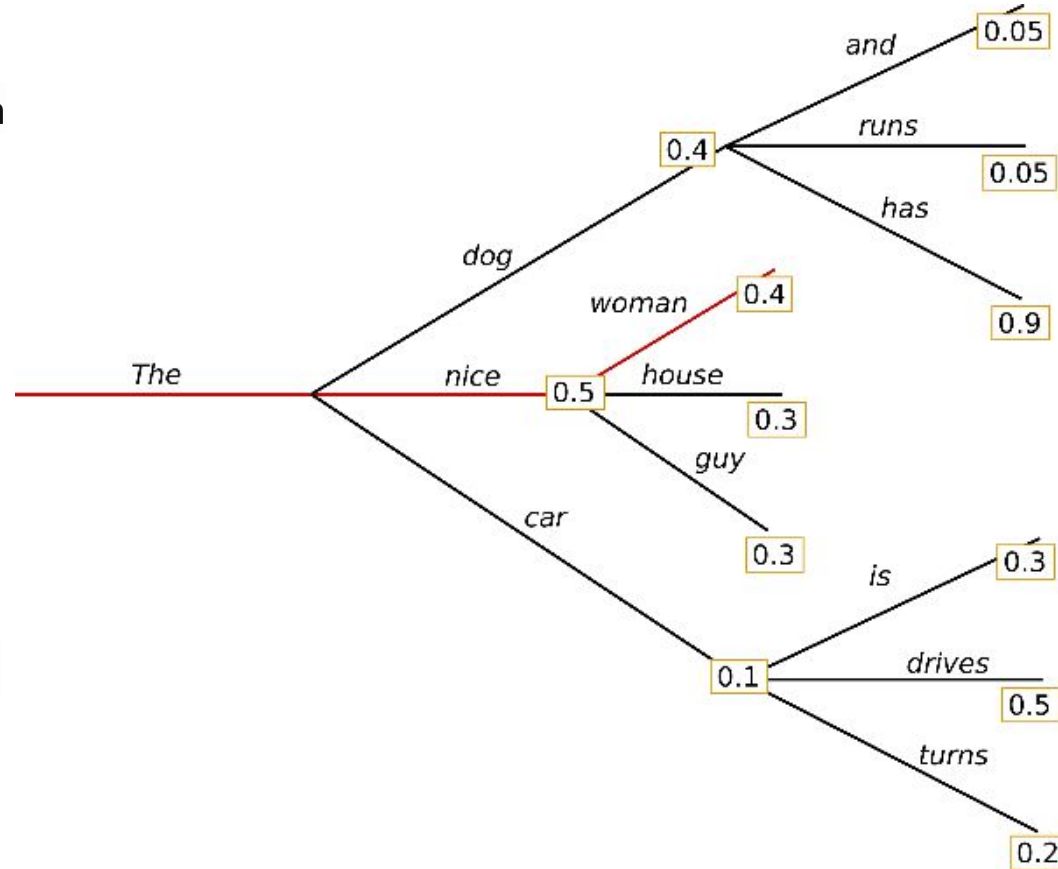 and
0.05
runs
0.4
0.05
has
dog
0.9
woman
0.4
The
nice
0.5
house
0.3
guy
0.3
car
is
0.3
drives
0.1
0.5
turns
0.2